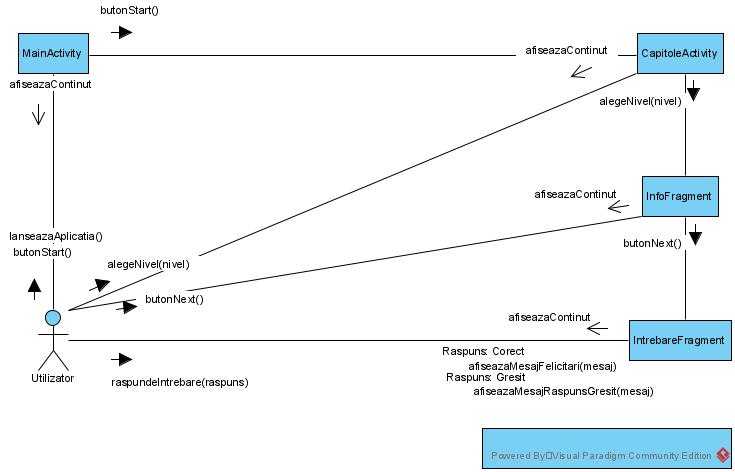 butonStart()
MainActivity
afiseazaContinut
CapitoleActivity
afiseazaContinut
alegeNivel(nivel)
afiseazaContinut
InfoFragment
lanseazaAplicatia()
butonStart()
butonNext()
alegeNivel(nivel)
butonNext()
afiseazaContinut
IntrebareFragment
Raspuns: Corect
afiseazaMesajFelicitari(mesaj)
Raspuns: Gresit
afiseazaMesajRaspunsGresit(mesaj)
Utilizator
raspundeIntrebare(raspuns)
Powered By Visual Paradigm Community Edition